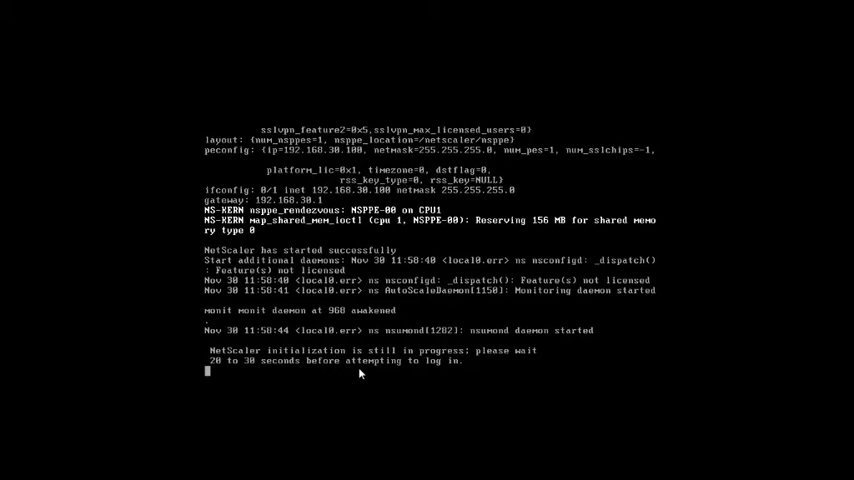 sslvpn_feature2=0x5,sslvpn_max_licensed_users=0}
layout: {num_nsppes=1, nsppe_location=/netscaler/nsppe}
peconfig: {ip=192.168.30.100, netmask=255.255.255.0, num_pes=1, num_sslchips=-1,
platform_lic=0x1, timezone=0, dstflag=0,
rss_key_type=0, rss_key=NULL}
ifconfig: 0/1 inet 192.168.30.100 netmask 255.255.255.0
gateway: 192.168.30.1
NS-KERN nsppe_rendezvous: NSPPE-00 on CPU1
NS-KERN map_shared_mem_ioctl (cpu 1, NSPPE-00): Reserving 156 MB for shared memo
ry type 0
NetScaler has started successfully
Start additional daemons: Nov 30 11:58:40 <local0.err> ns nsconfigd: _dispatch()
: Feature(s) not licensed
Nov 30 11:58:40 <local0.err> ns nsconfigd: _dispatch(): Feature(s) not licensed
Nov 30 11:58:41 <local0.err> ns AutoScaleDaemon[1150]: Monitoring daemon started
monit monit daemon at 968 awakened
.
Nov 30 11:58:44 <local0.err> ns nsumond[1282]: nsumond daemon started
NetScaler initialization is still in progress; please wait
20 to 30 seconds before attempting to log in.